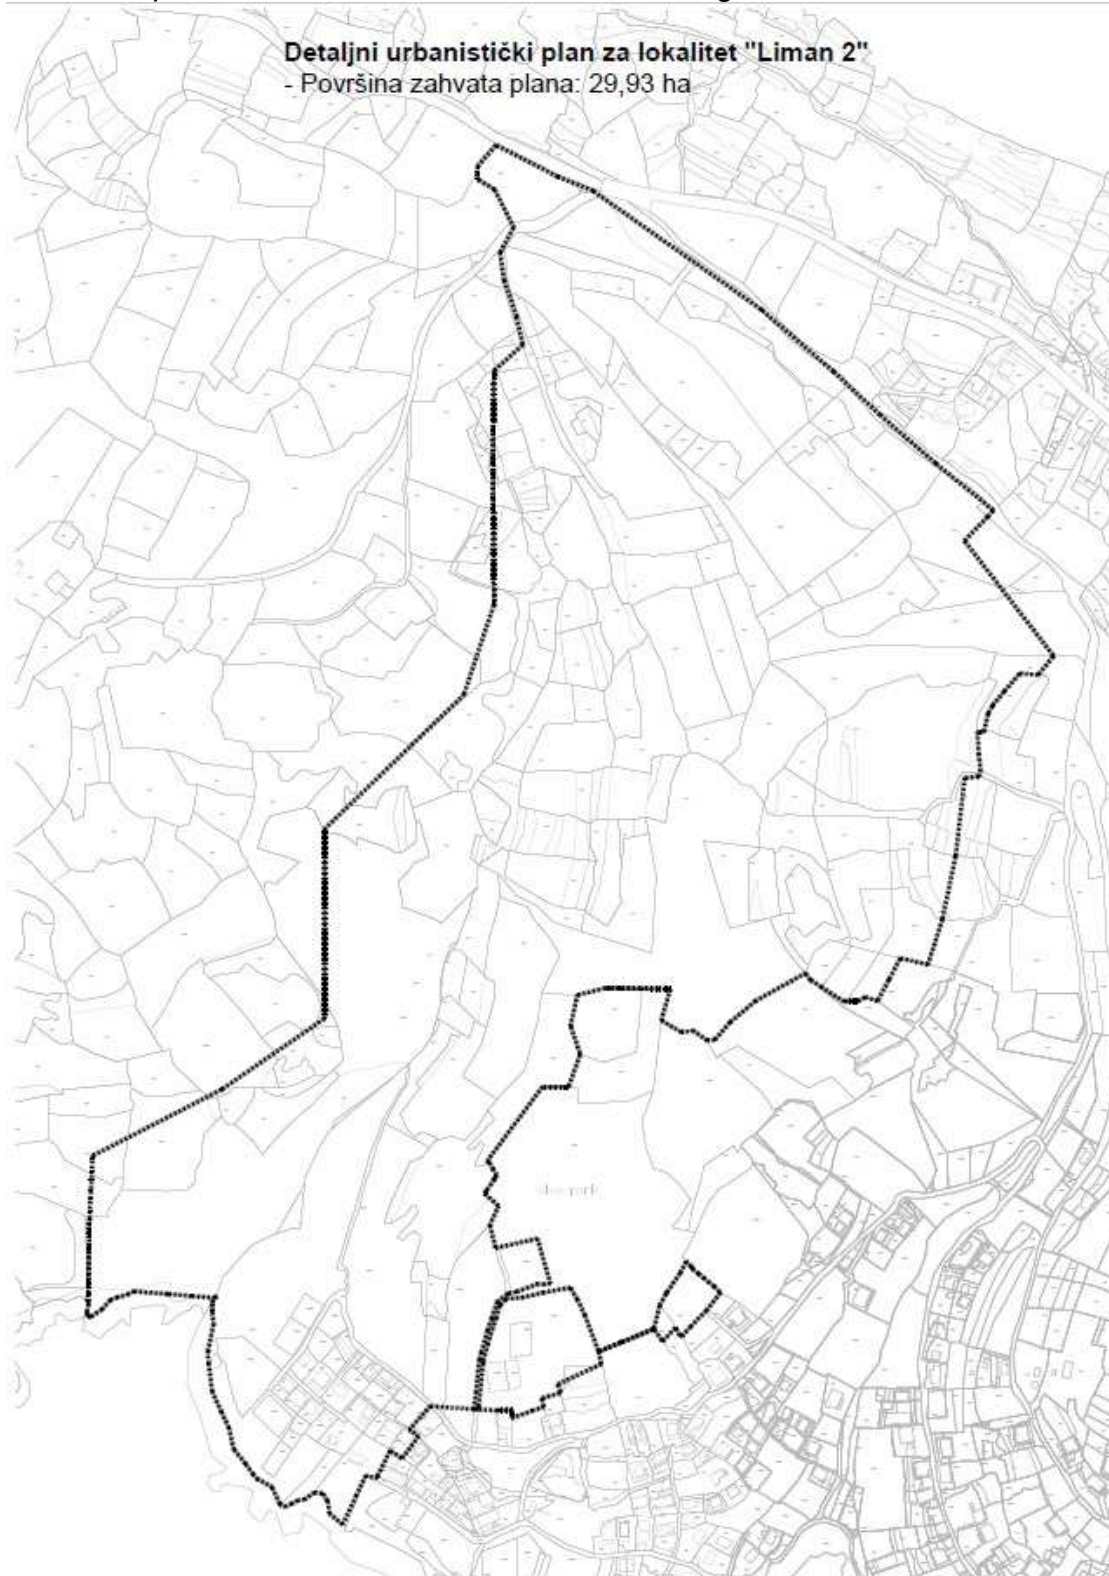 Detaljni urbanistički plan za lokalitet "Liman 2"
- Površina zahvata plana: 29,93 ha